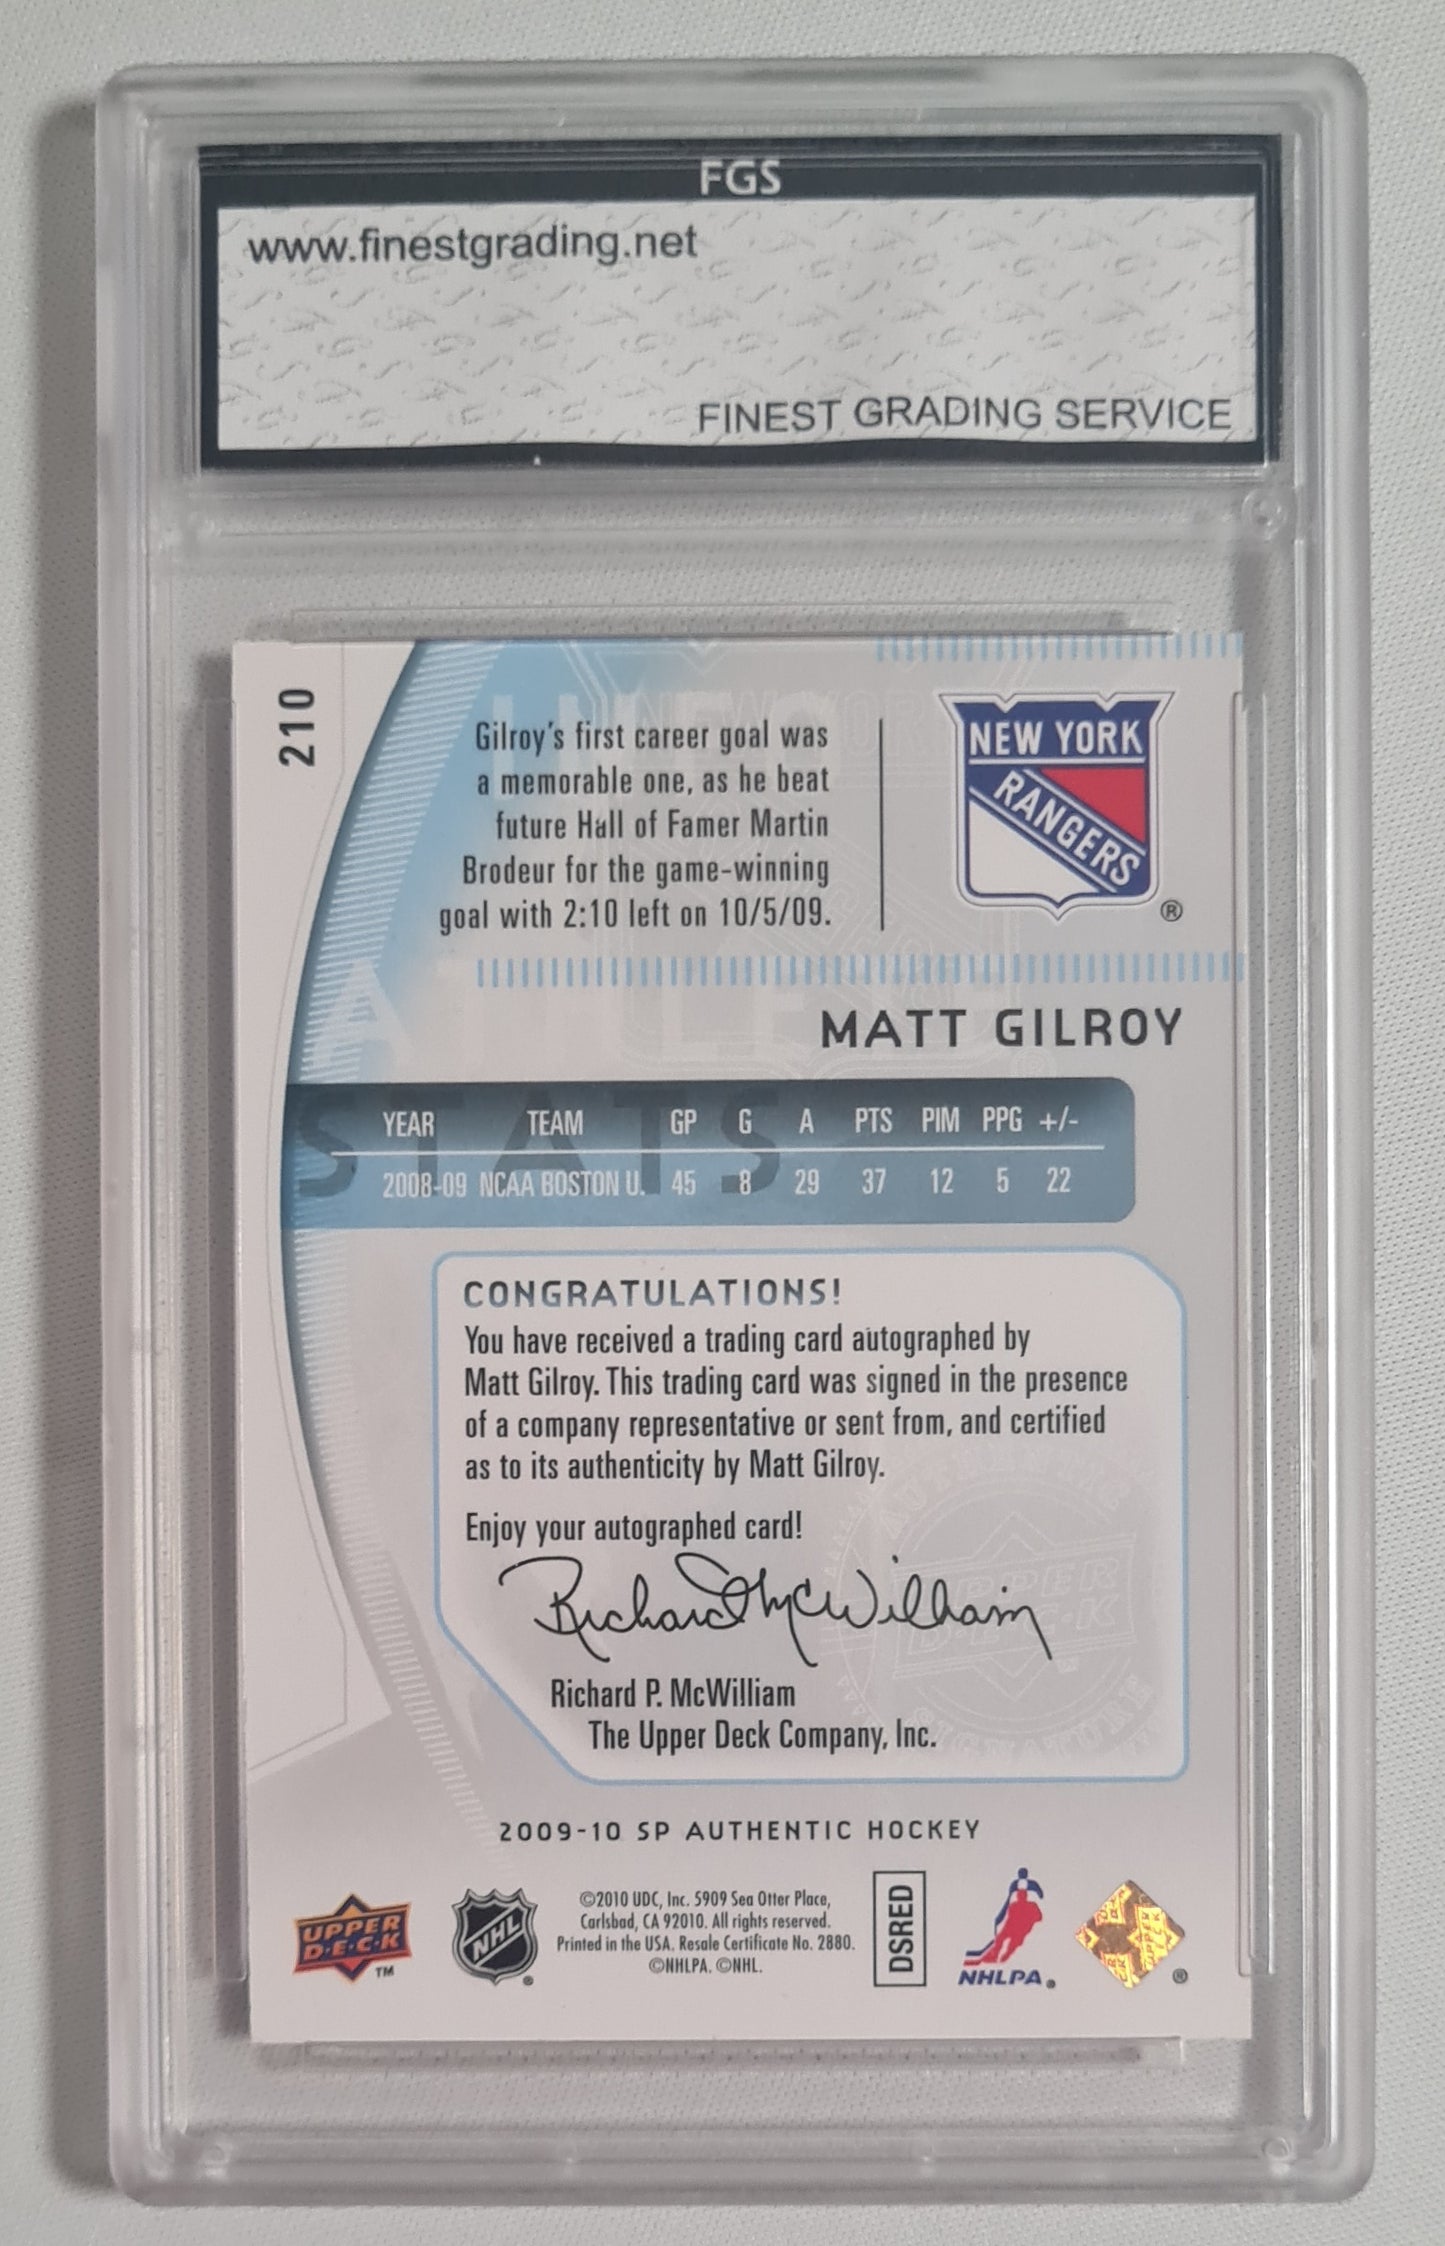 FGS
www.finestgrading.net
FINEST GRADING SERVICE
210
Gilroy's first career goal was
a memorable one, as he beat
future Hall of Famer Martin
Brodeur for the game-winning
goal with 2:10 left on 10/5/09.
NEW YORK
RANGERS
®
MATT GILROY
STATS
YEAR TEAM GP G A PTS PIM PPG +/-
2008-09 NCAA BOSTON U. 45 8 29 37 12 5 22
CONGRATULATIONS!
You have received a trading card autographed by
Matt Gilroy. This trading card was signed in the presence
of a company representative or sent from, and certified
as to its authenticity by Matt Gilroy.
Enjoy your autographed card!
Richard McWilliam
UPPER
DECK
SIGNATURE
Richard P. McWilliam
The Upper Deck Company, Inc.
2009-10 SP AUTHENTIC HOCKEY
UPPER
D·E·C·K
TM
NHL
®
©2010 UDC, Inc. 5909 Sea Otter Place,
Carlsbad, CA 92010. All rights reserved.
Printed in the USA. Resale Certificate No. 2880.
©NHLPA. ©NHL.
DSRED
NHLPA®
®